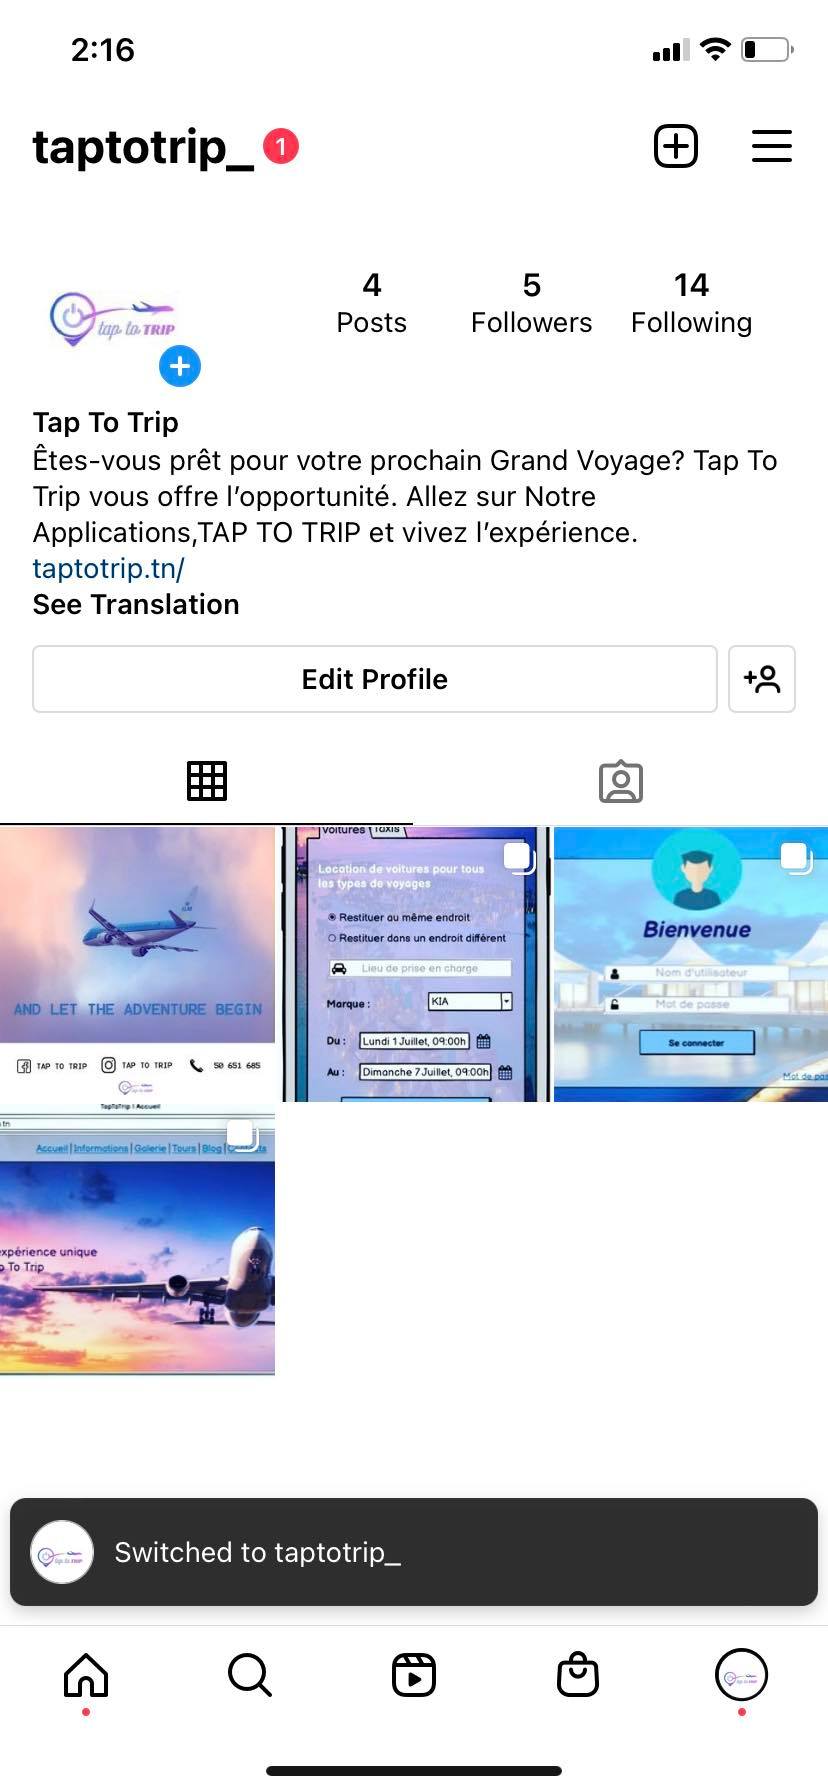 2:16
taptotrip_ 1
tap to TRIP
4 5 14
Posts Followers Following
Tap To Trip
Êtes-vous prêt pour votre prochain Grand Voyage? Tap To
Trip vous offre l’opportunité. Allez sur Notre
Applications,TAP TO TRIP et vivez l’expérience.
taptotrip.tn/
See Translation
Edit Profile
AND LET THE ADVENTURE BEGIN
TAP TO TRIP TAP TO TRIP 50 651 685
Voitures Taxis
Location de voitures pour tous
les types de voyages
Restituer au même endroit
Restituer dans un endroit différent
Lieu de prise en charge
Marque : KIA
Du : Lundi 1 Juillet, 09:00h
Au : Dimanche 7 Juillet, 09:00h
Bienvenue
Nom d'utilisateur
Mot de passe
Se connecter
Mot de pas
TapToTrip | Accueil
tn
Accueil | Informations | Galerie | Tours | Blog |
expérience unique
To Trip
Switched to taptotrip_